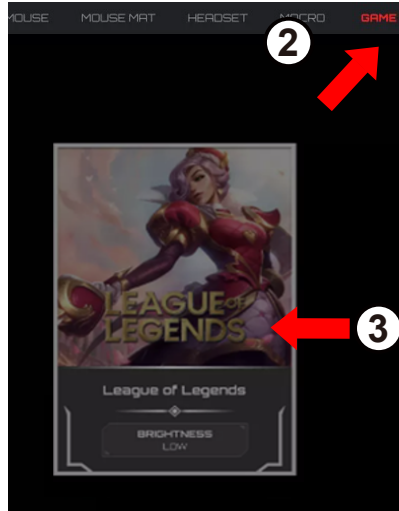 MOUSE MOUSE MAT HEADSET MACRO GAME
2
LEAGUE OF
LEGENDS
3
League of Legends
BRIGHTNESS
LOW